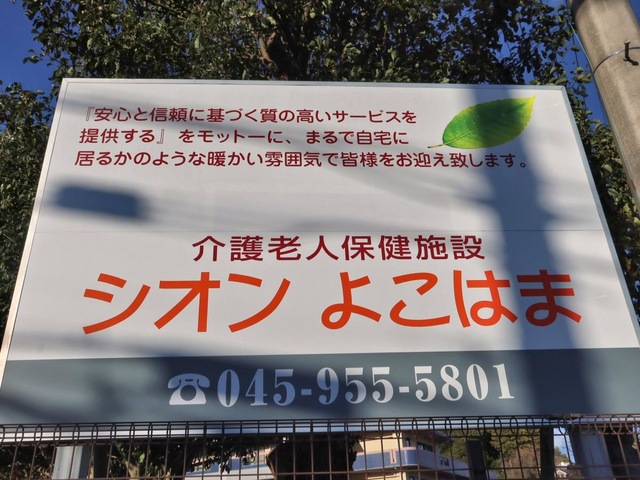 『安心と信頼に基づく質の高いサービスを
提供する』をモットーに、まるで自宅に
居るかのような暖かい雰囲気で皆様をお迎え致します。
介護老人保健施設
シオン よこはま
☎045-955-5801